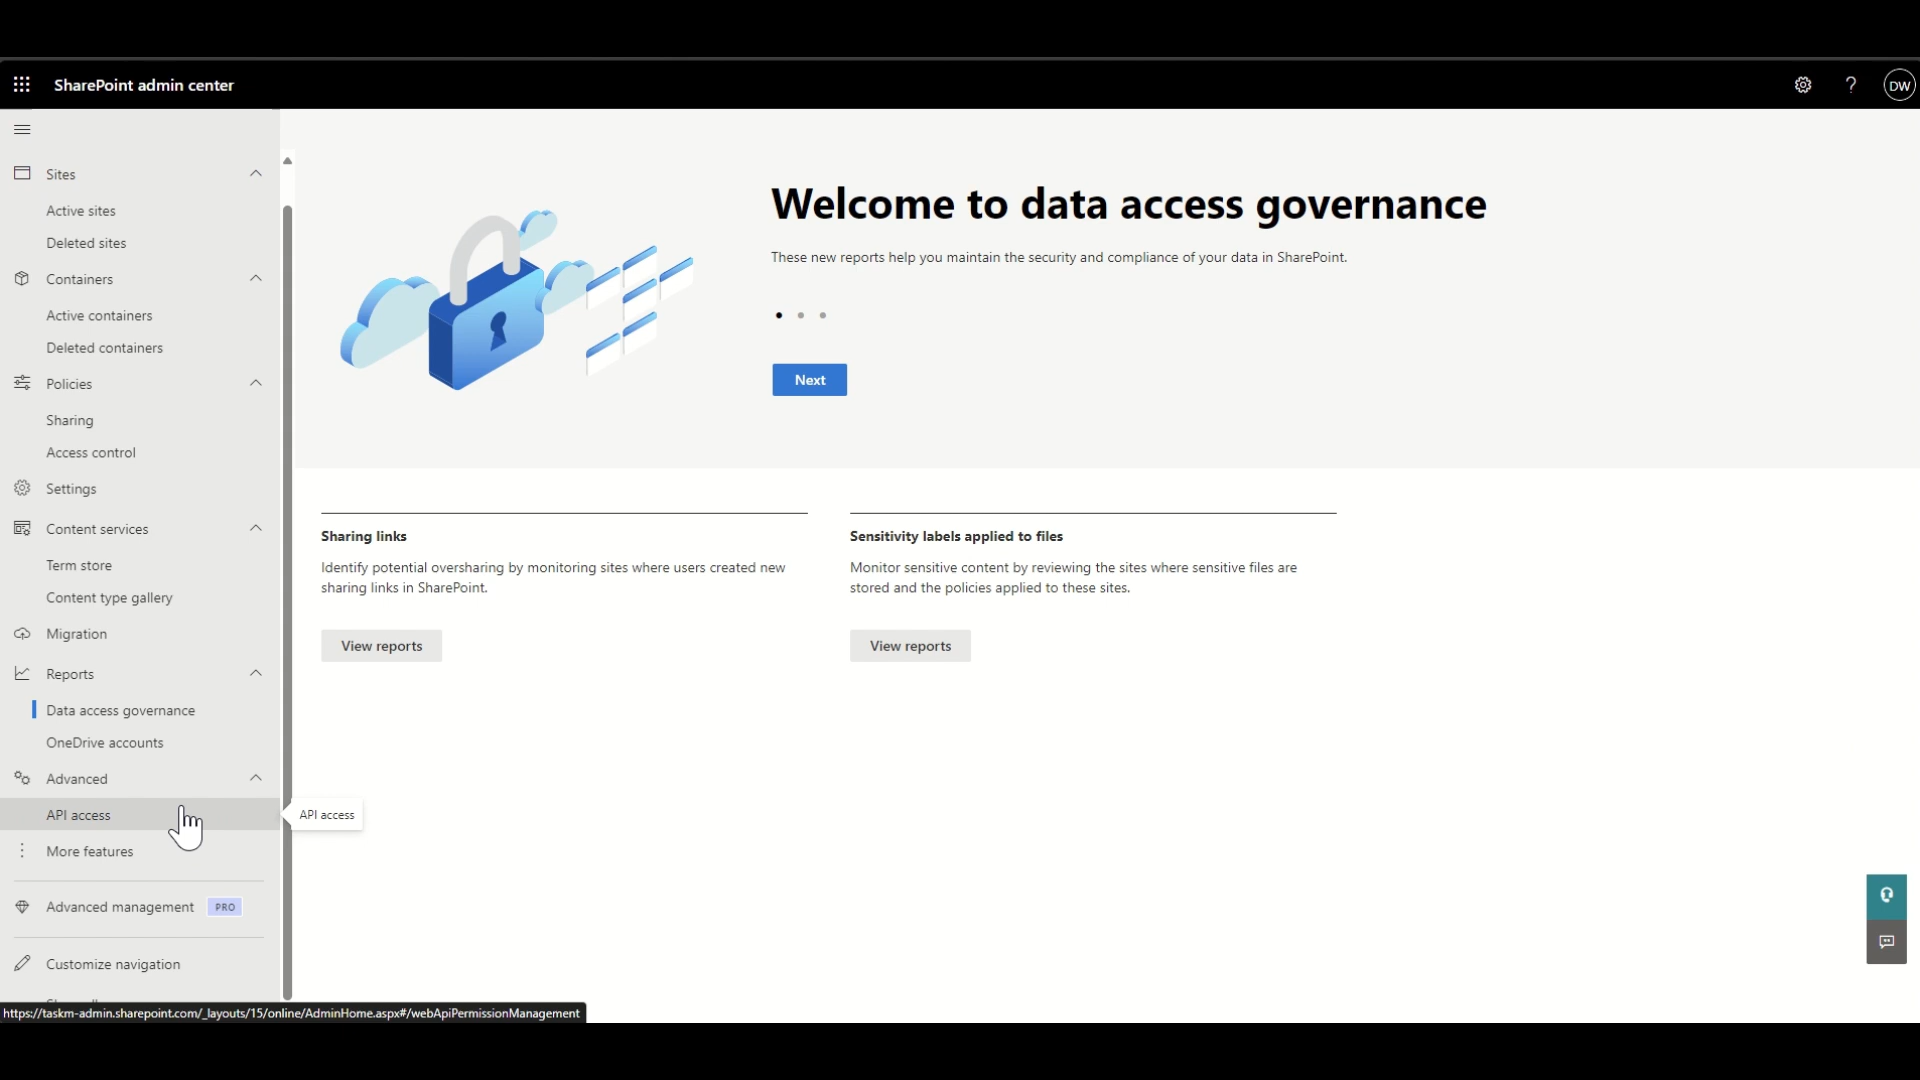 SharePoint admin center
?
DW
Sites
Active sites
Deleted sites
Containers
Active containers
Deleted containers
Policies
Sharing
Access control
Settings
Content services
Term store
Content type gallery
Migration
Reports
Data access governance
OneDrive accounts
Advanced
API access
API access
More features
Advanced management PRO
Customize navigation
https://taskm-admin.sharepoint.com/_layouts/15/online/AdminHome.aspx#/webApiPermissionManagement
Welcome to data access governance
These new reports help you maintain the security and compliance of your data in SharePoint.
Next
Sharing links
Identify potential oversharing by monitoring sites where users created new
sharing links in SharePoint.
View reports
Sensitivity labels applied to files
Monitor sensitive content by reviewing the sites where sensitive files are
stored and the policies applied to these sites.
View reports